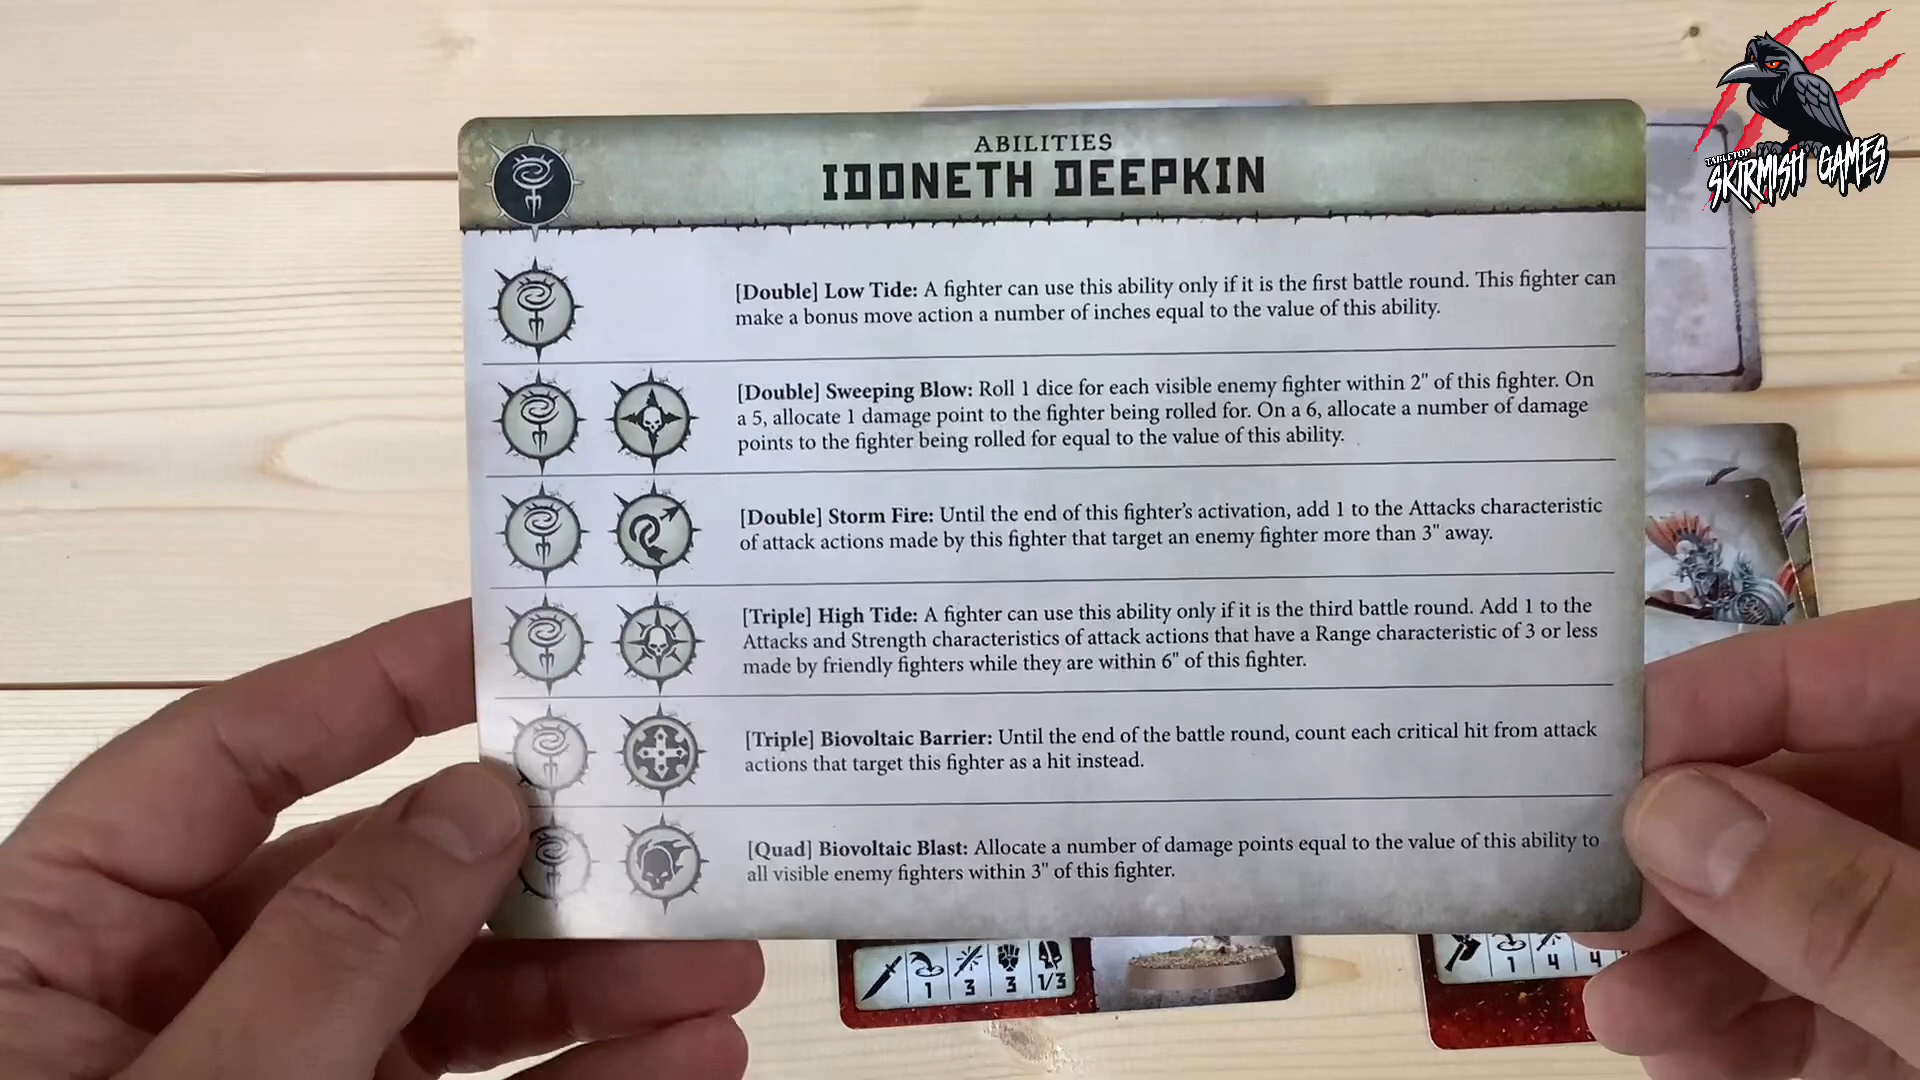 TABLETOP
SKIRMISH GAMES
ABILITIES
IDONETH DEEPKIN
[Double] Low Tide: A fighter can use this ability only if it is the first battle round. This fighter can
make a bonus move action a number of inches equal to the value of this ability.
[Double] Sweeping Blow: Roll 1 dice for each visible enemy fighter within 2" of this fighter. On
a 5, allocate 1 damage point to the fighter being rolled for. On a 6, allocate a number of damage
points to the fighter being rolled for equal to the value of this ability.
[Double] Storm Fire: Until the end of this fighter's activation, add 1 to the Attacks characteristic
of attack actions made by this fighter that target an enemy fighter more than 3" away.
[Triple] High Tide: A fighter can use this ability only if it is the third battle round. Add 1 to the
Attacks and Strength characteristics of attack actions that have a Range characteristic of 3 or less
made by friendly fighters while they are within 6" of this fighter.
[Triple] Biovoltaic Barrier: Until the end of the battle round, count each critical hit from attack
actions that target this fighter as a hit instead.
[Quad] Biovoltaic Blast: Allocate a number of damage points equal to the value of this ability to
all visible enemy fighters within 3" of this fighter.
1 3 3 1/3
1 4 4